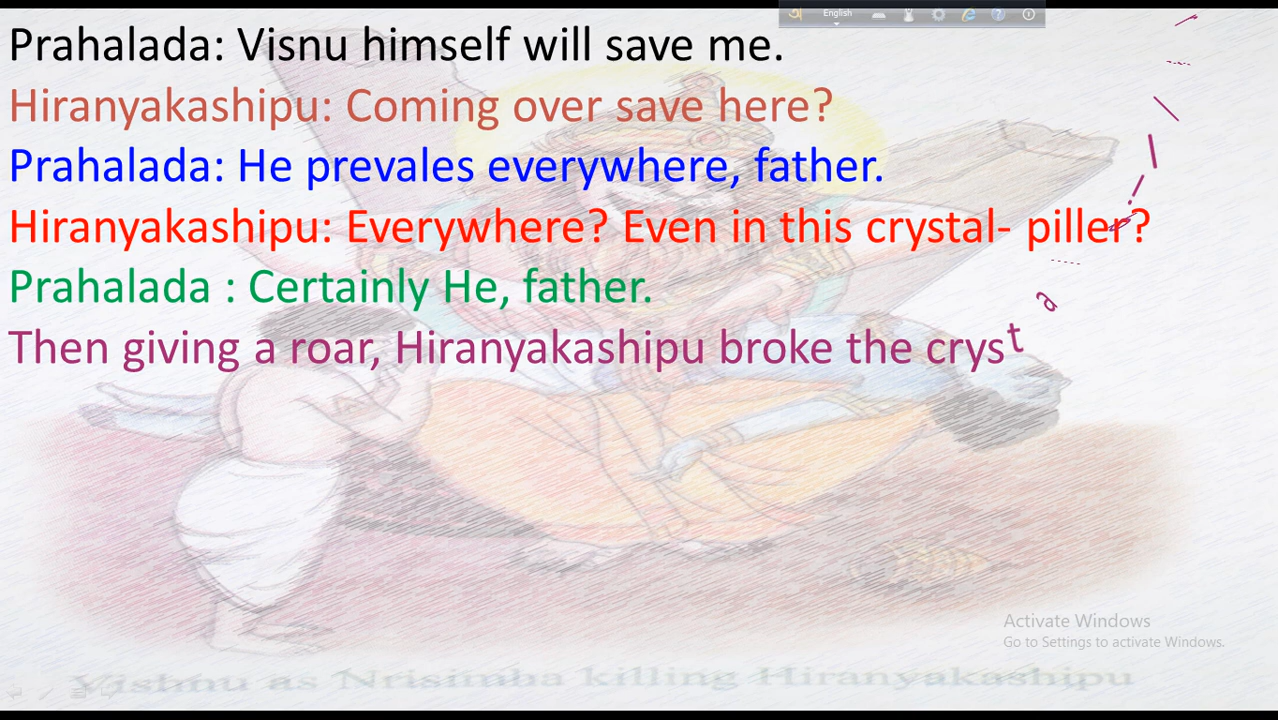 English
Prahalada: Visnu himself will save me.
Hiranyakashipu: Coming over save here?
Prahalada: He prevales everywhere, father.
Hiranyakashipu: Everywhere? Even in this crystal- piller?
Prahalada : Certainly He, father.
Then giving a roar, Hiranyakashipu broke the crysta
Activate Windows
Go to Settings to activate Windows.
Vishnu as Nrisimha killing Hiranyakashipu